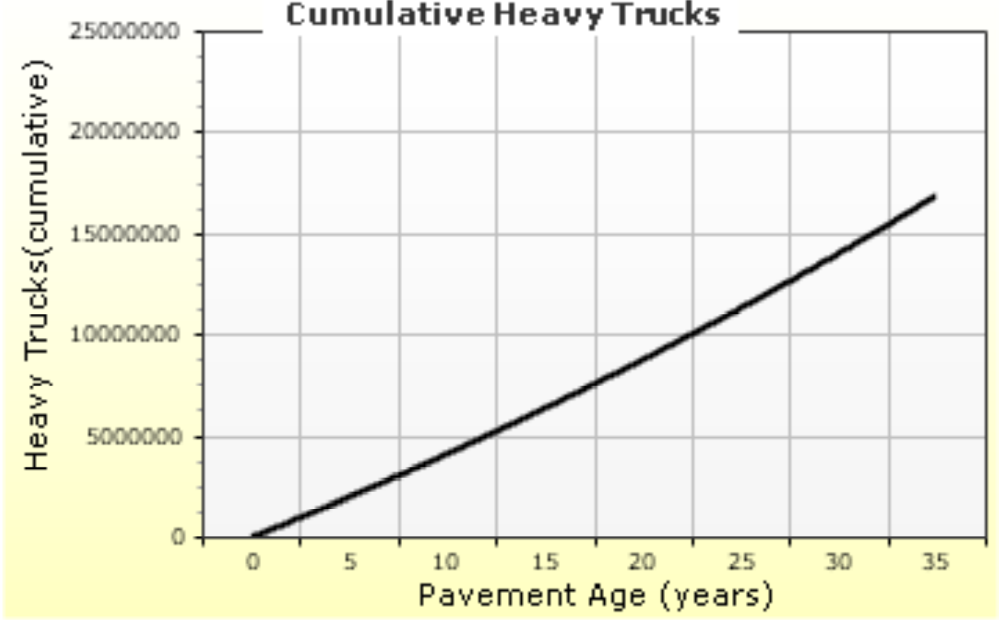 Cumulative Heavy Trucks
Heavy Trucks(cumulative)
25000000
20000000
15000000
10000000
5000000
0
0 5 10 15 20 25 30 35
Pavement Age (years)